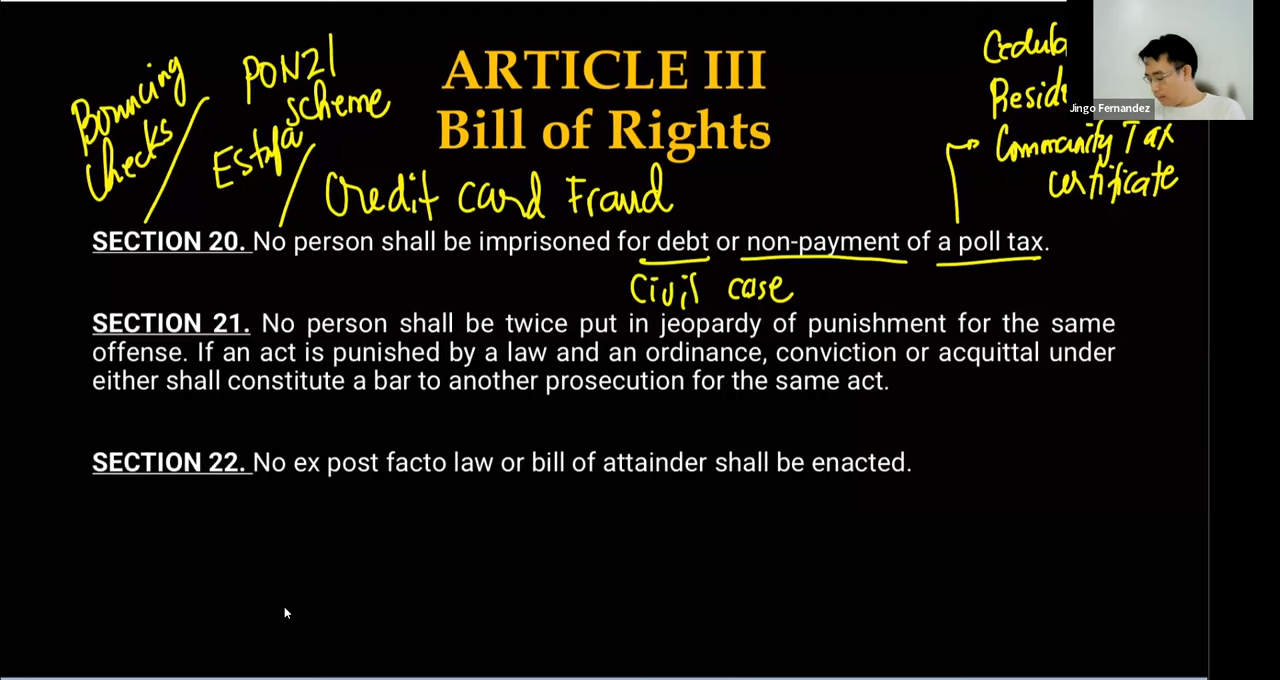 ARTICLE III
Bill of Rights
Bouncing
Checks
PONZI
scheme
Estafa
Credit card Fraud
Cedula
Jingo Fernandez
Community Tax
certificate
SECTION 20. No person shall be imprisoned for debt or non-payment of a poll tax.
Civil case
SECTION 21. No person shall be twice put in jeopardy of punishment for the same
offense. If an act is punished by a law and an ordinance, conviction or acquittal under
either shall constitute a bar to another prosecution for the same act.
SECTION 22. No ex post facto law or bill of attainder shall be enacted.